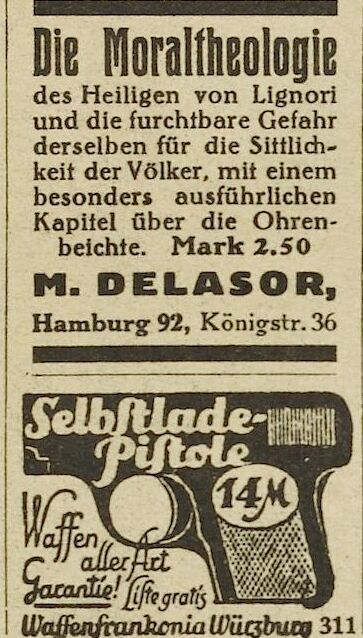 Die Moraltheologie
des Heiligen von Lignori
und die furchtbare Gefahr
derselben für die Sittlich-
keit der Völker, mit einem
besonders ausführlichen
Kapitel über die Ohren-
beichte. Mark 2.50
M. DELASOR,
Hamburg 92, Königstr. 36
Selbstlade-
Pistole
14M
Waffen
aller Art
Garantie! Liste gratis
Waffenfrankonia Würzburg 311